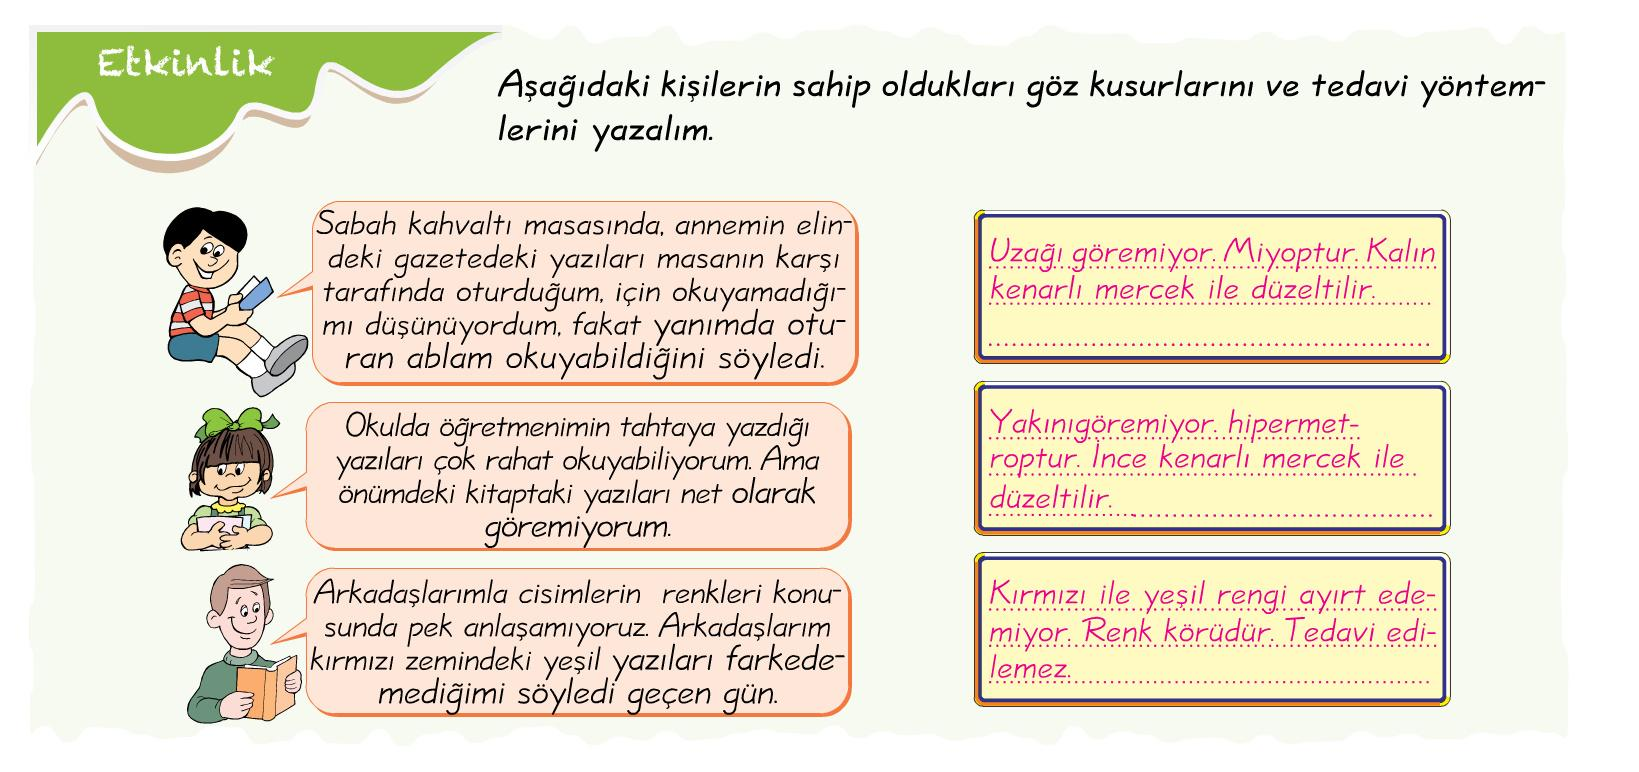 Etkinlik
Aşağıdaki kişilerin sahip oldukları göz kusurlarını ve tedavi yöntem-
lerini yazalım.
Sabah kahvaltı masasında, annemin elin-
deki gazetedeki yazıları masanın karşı
tarafında oturduğum, için okuyamadığı-
mı düşünüyordum, fakat yanımda otu-
ran ablam okuyabildiğini söyledi.
Uzağı göremiyor. Miyoptur. Kalın
kenarlı mercek ile düzeltilir.
Okulda öğretmenimin tahtaya yazdığı
yazıları çok rahat okuyabiliyorum. Ama
önümdeki kitaptaki yazıları net olarak
göremiyorum.
Yakınıgöremiyor. hipermet-
roptur. İnce kenarlı mercek ile
düzeltilir.
Arkadaşlarımla cisimlerin renkleri konu-
sunda pek anlaşamıyoruz. Arkadaşlarım
kırmızı zemindeki yeşil yazıları farkede-
mediğimi söyledi geçen gün.
Kırmızı ile yeşil rengi ayırt ede-
miyor. Renk körüdür. Tedavi edi-
lemez.